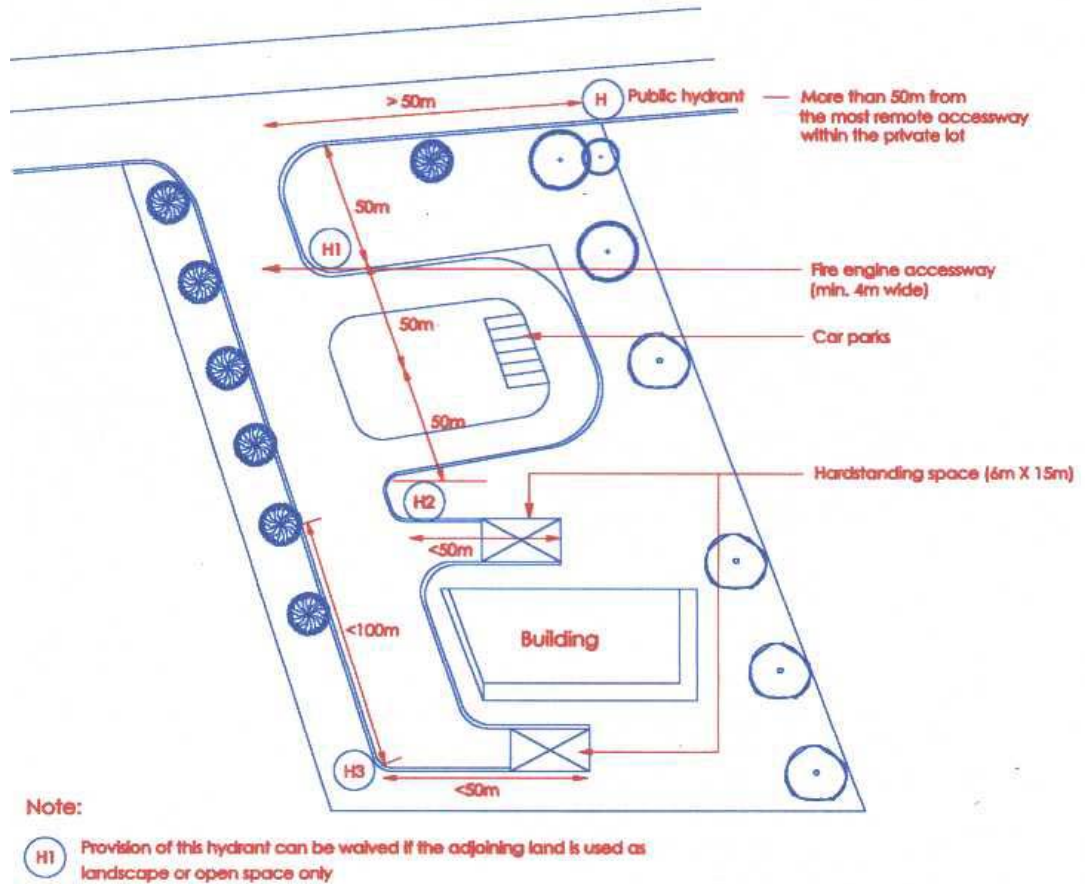 > 50m
H
Public hydrant
More than 50m from
the most remote accessway
within the private lot
50m
H1
Fire engine accessway
(min. 4m wide)
50m
Car parks
50m
Hardstanding space (6m X 15m)
H2
<50m
<100m
Building
H3
<50m
Note:
H1
Provision of this hydrant can be waived if the adjoining land is used as
landscape or open space only